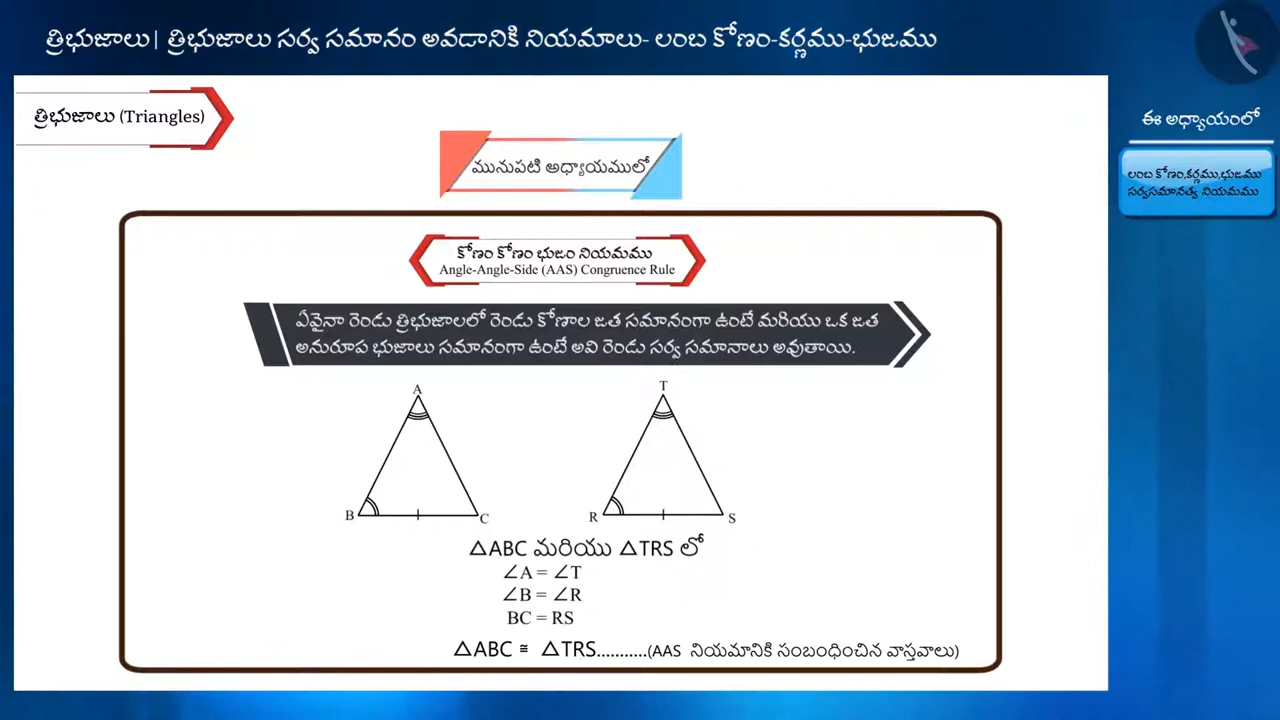 త్రిభుజాలు| త్రిభుజాలు సర్వ సమానం అవడానికి నియమాలు- లంబ కోణం-కర్ణము-భుజము
త్రిభుజాలు (Triangles)
ఈ అధ్యాయంలో
లంబ కోణం,కర్ణము,భుజము
సర్వసమానత్వ నియమము
మునుపటి అధ్యాయములో
కోణం కోణం భుజం నియమము
Angle-Angle-Side (AAS) Congruence Rule
ఏవైనా రెండు త్రిభుజాలలో రెండు కోణాల జత సమానంగా ఉంటే మరియు ఒక జత
అనురూప భుజాలు సమానంగా ఉంటే అవి రెండు సర్వ సమానాలు అవుతాయి.
A
T
B
C
R
S
△ABC మరియు △TRS లో
∠A = ∠T
∠B = ∠R
BC = RS
△ABC ≅ △TRS...........(AAS నియమానికి సంబంధించిన వాస్తవాలు)